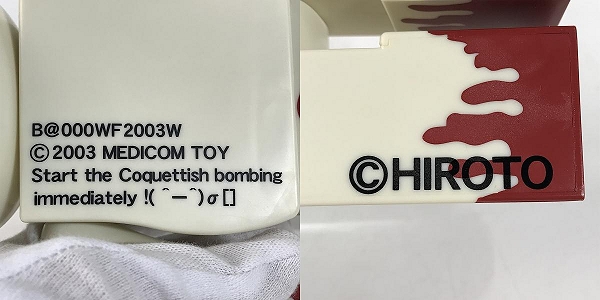 B@000WF2003W
©2003 MEDICOM TOY
Start the Coquettish bombing
immediately !( ^ー^)σ[]
©HIROTO